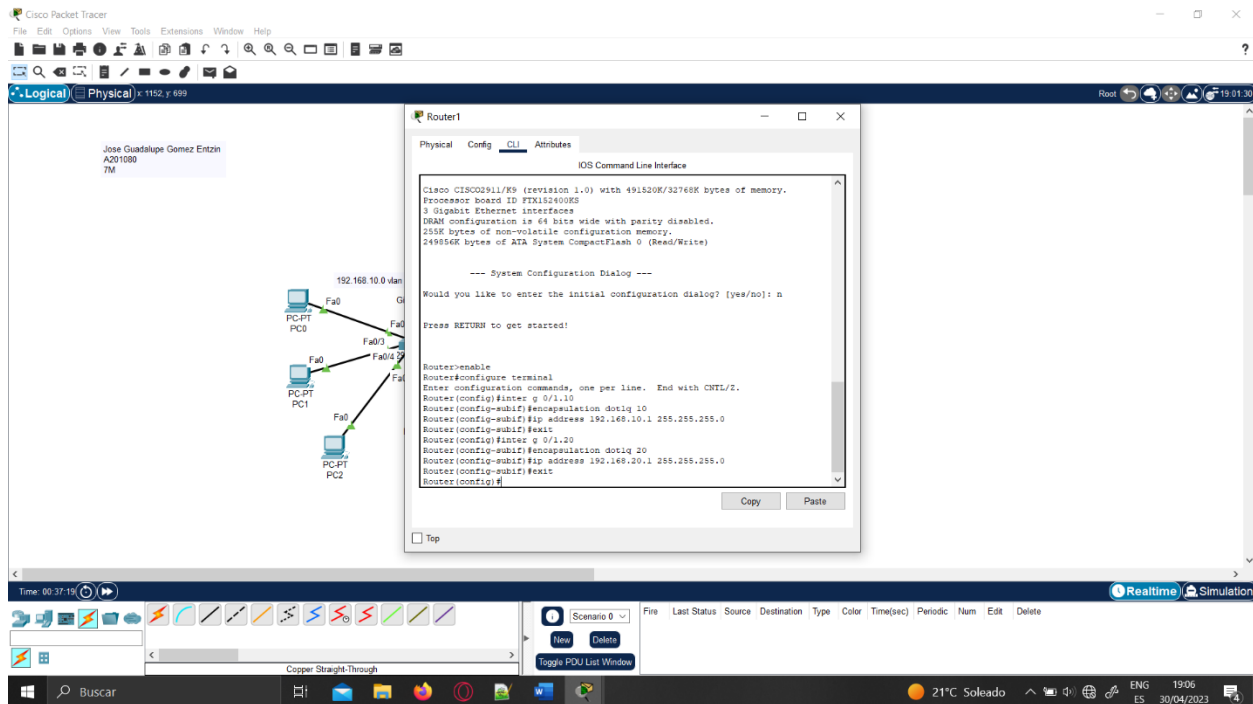 Cisco Packet Tracer
File Edit Options View Tools Extensions Window Help
?
Logical Physical x: 1152, y: 699 Root 19:01:30
Jose Guadalupe Gomez Entzin
A201080
7M
192.168.10.0 vlan
Fa0
PC-PT
PC0
Fa0/3
Fa0
Fa0/4
PC-PT
PC1
Fa0
PC-PT
PC2
Router1
Physical Config CLI Attributes
IOS Command Line Interface
Cisco CISCO2911/K9 (revision 1.0) with 491520K/32768K bytes of memory.
Processor board ID FTX152400KS
3 Gigabit Ethernet interfaces
DRAM configuration is 64 bits wide with parity disabled.
255K bytes of non-volatile configuration memory.
249856K bytes of ATA System CompactFlash 0 (Read/Write)
--- System Configuration Dialog ---
Would you like to enter the initial configuration dialog? [yes/no]: n
Press RETURN to get started!
Router>enable
Router#configure terminal
Enter configuration commands, one per line. End with CNTL/Z.
Router(config)#inter g 0/1.10
Router(config-subif)#encapsulation dot1q 10
Router(config-subif)#ip address 192.168.10.1 255.255.255.0
Router(config-subif)#exit
Router(config)#inter g 0/1.20
Router(config-subif)#encapsulation dot1q 20
Router(config-subif)#ip address 192.168.20.1 255.255.255.0
Router(config-subif)#exit
Router(config)#
Copy Paste
Top
Time: 00:37:19 Realtime Simulation
Scenario 0
New Delete
Toggle PDU List Window
Fire Last Status Source Destination Type Color Time(sec) Periodic Num Edit Delete
Copper Straight-Through
Buscar
21°C Soleado
ENG
ES
19:06
30/04/2023
4